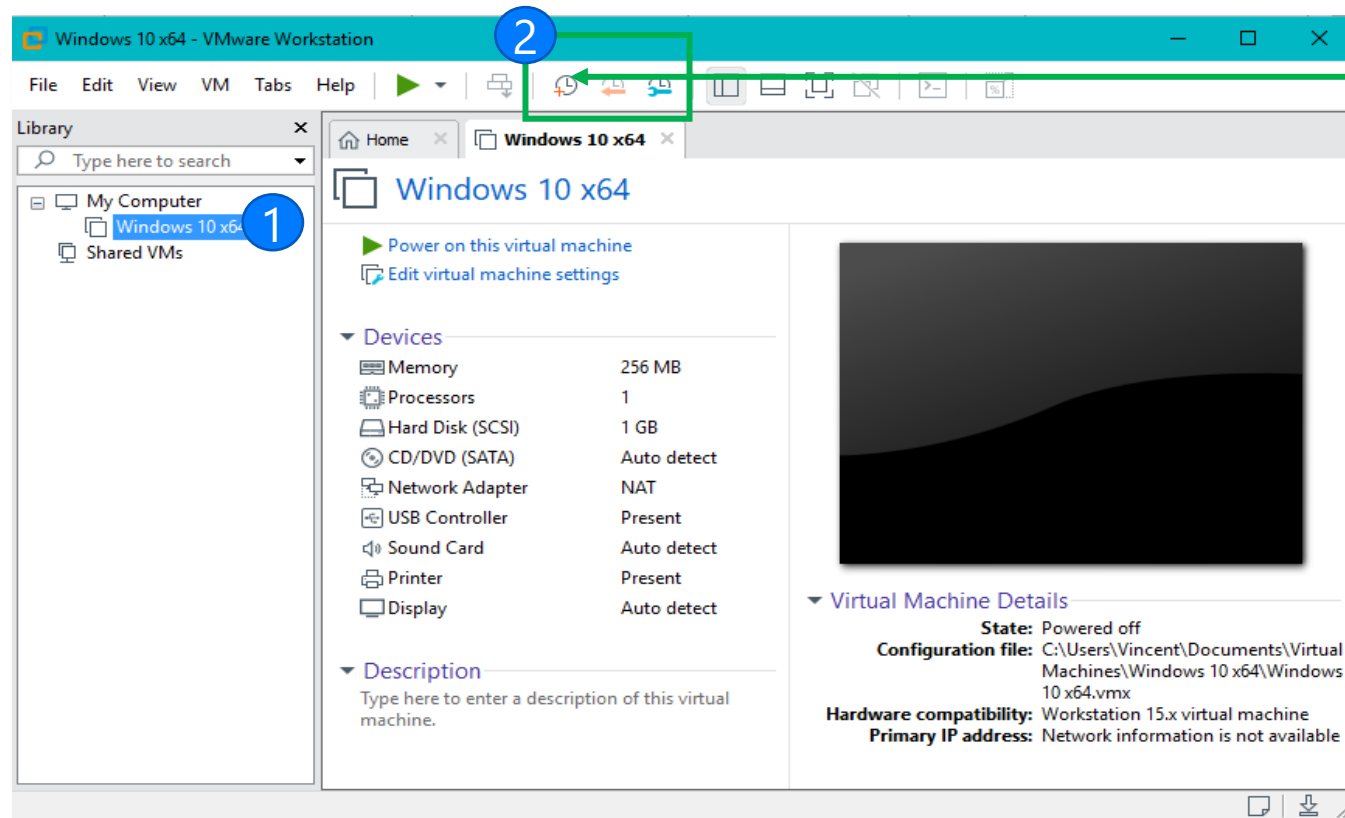 Windows 10 x64 - VMware Workstation
2
File Edit View VM Tabs Help
Library
Type here to search
My Computer
Windows 10 x64
1
Shared VMs
Home
Windows 10 x64
Windows 10 x64
Power on this virtual machine
Edit virtual machine settings
Devices
Memory 256 MB
Processors 1
Hard Disk (SCSI) 1 GB
CD/DVD (SATA) Auto detect
Network Adapter NAT
USB Controller Present
Sound Card Auto detect
Printer Present
Display Auto detect
Description
Type here to enter a description of this virtual
machine.
Virtual Machine Details
State: Powered off
Configuration file: C:\Users\Vincent\Documents\Virtual
Machines\Windows 10 x64\Windows
10 x64.vmx
Hardware compatibility: Workstation 15.x virtual machine
Primary IP address: Network information is not available